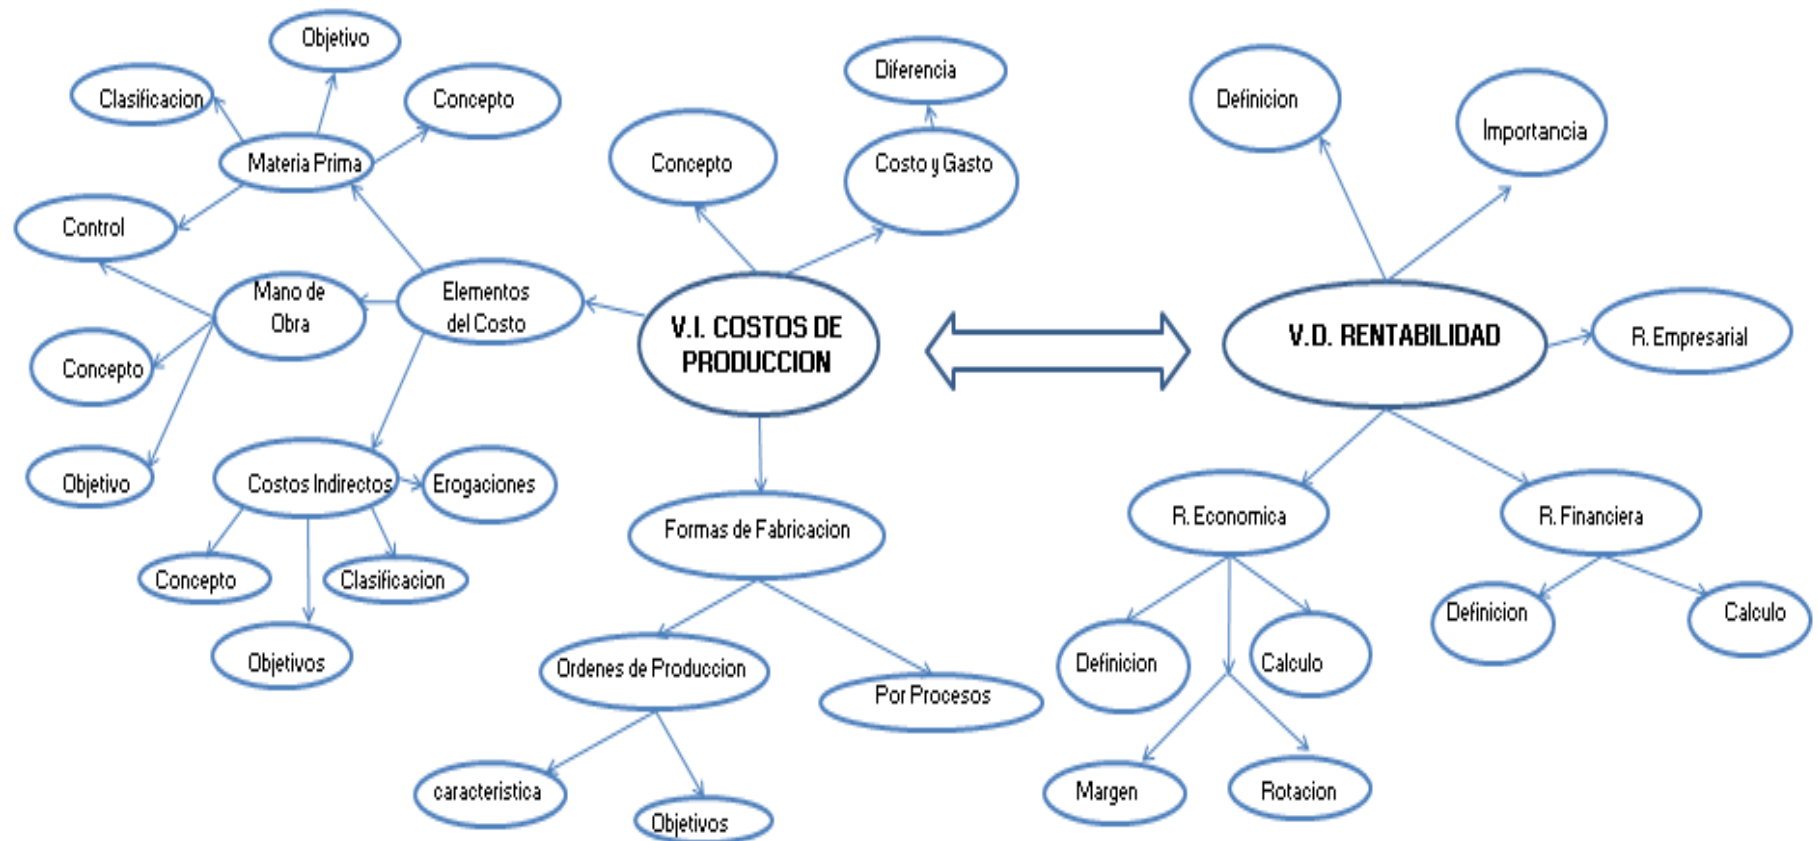 Objetivo
Clasificacion
Concepto
Materia Prima
Control
Mano de
Obra
Elementos
del Costo
Concepto
Objetivo
Costos Indirectos
Erogaciones
Concepto
Clasificacion
Objetivos
Diferencia
Concepto
Costo y Gasto
V.I. COSTOS DE
PRODUCCION
Formas de Fabricacion
Ordenes de Produccion
Por Procesos
caracteristica
Objetivos
Definicion
Importancia
V.D. RENTABILIDAD
R. Empresarial
R. Economica
R. Financiera
Definicion
Calculo
Margen
Rotacion
Definicion
Calculo